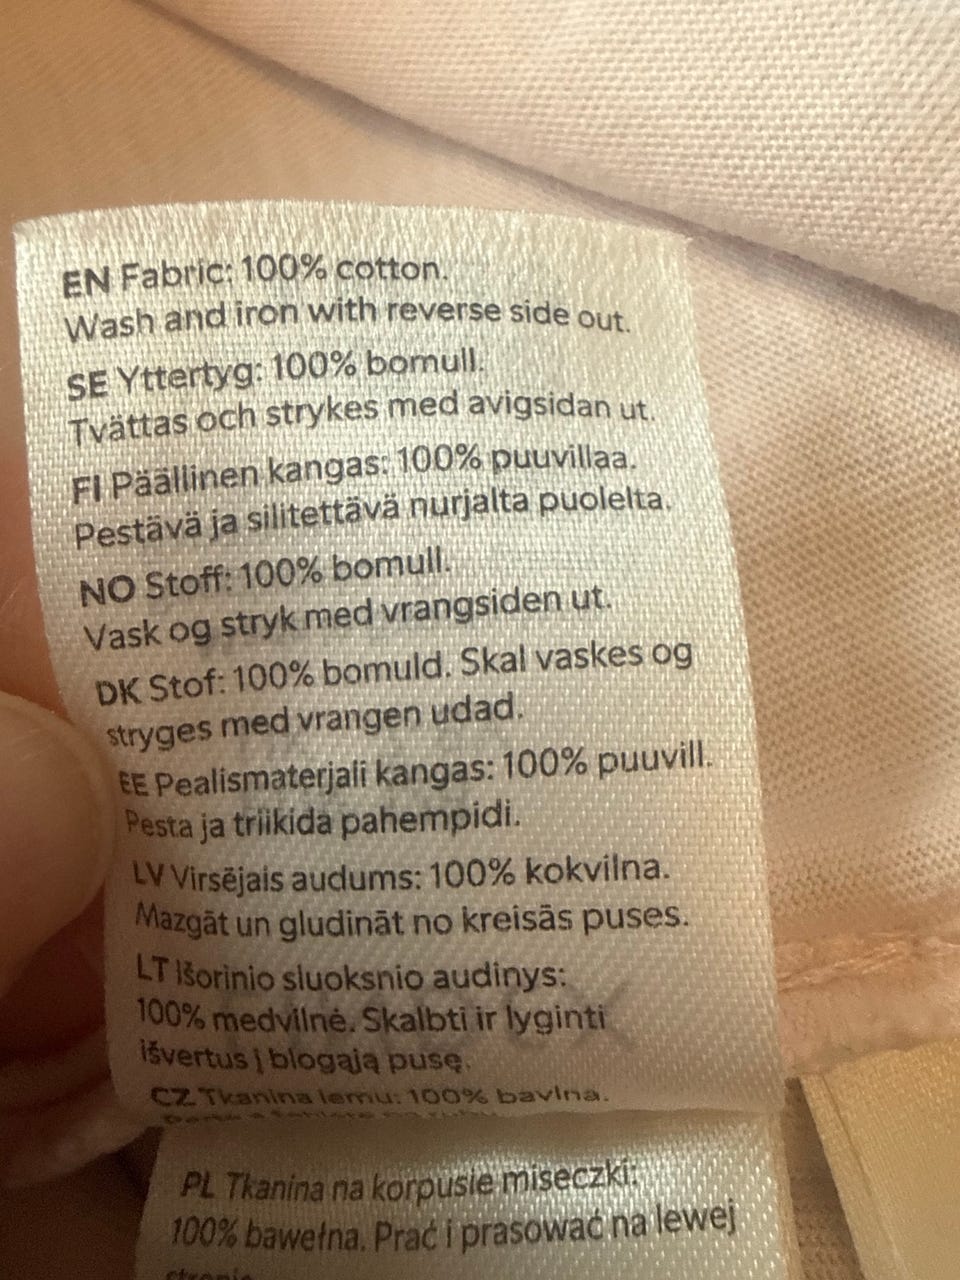 EN Fabric: 100% cotton.
Wash and iron with reverse side out.
SE Yttertyg: 100% bomull.
Tvättas och strykes med avigsidan ut.
FI Päällinen kangas: 100% puuvillaa.
Pestävä ja silitettävä nurjalta puolelta.
NO Stoff: 100% bomull.
Vask og stryk med vrangsiden ut.
DK Stof: 100% bomuld. Skal vaskes og
stryges med vrangen udad.
EE Pealismaterjali kangas: 100% puuvill.
Pesta ja triikida pahempidi.
LV Virsējais audums: 100% kokvilna.
Mazgāt un gludināt no kreisās puses.
LT Išorinio sluoksnio audinys:
100% medvilnė. Skalbti ir lyginti
išvertus į blogąją pusę.
CZ Tkanina lemu: 100% bavlna.
PL Tkanina na korpusie miseczki:
100% bawełna. Prać i prasować na lewej